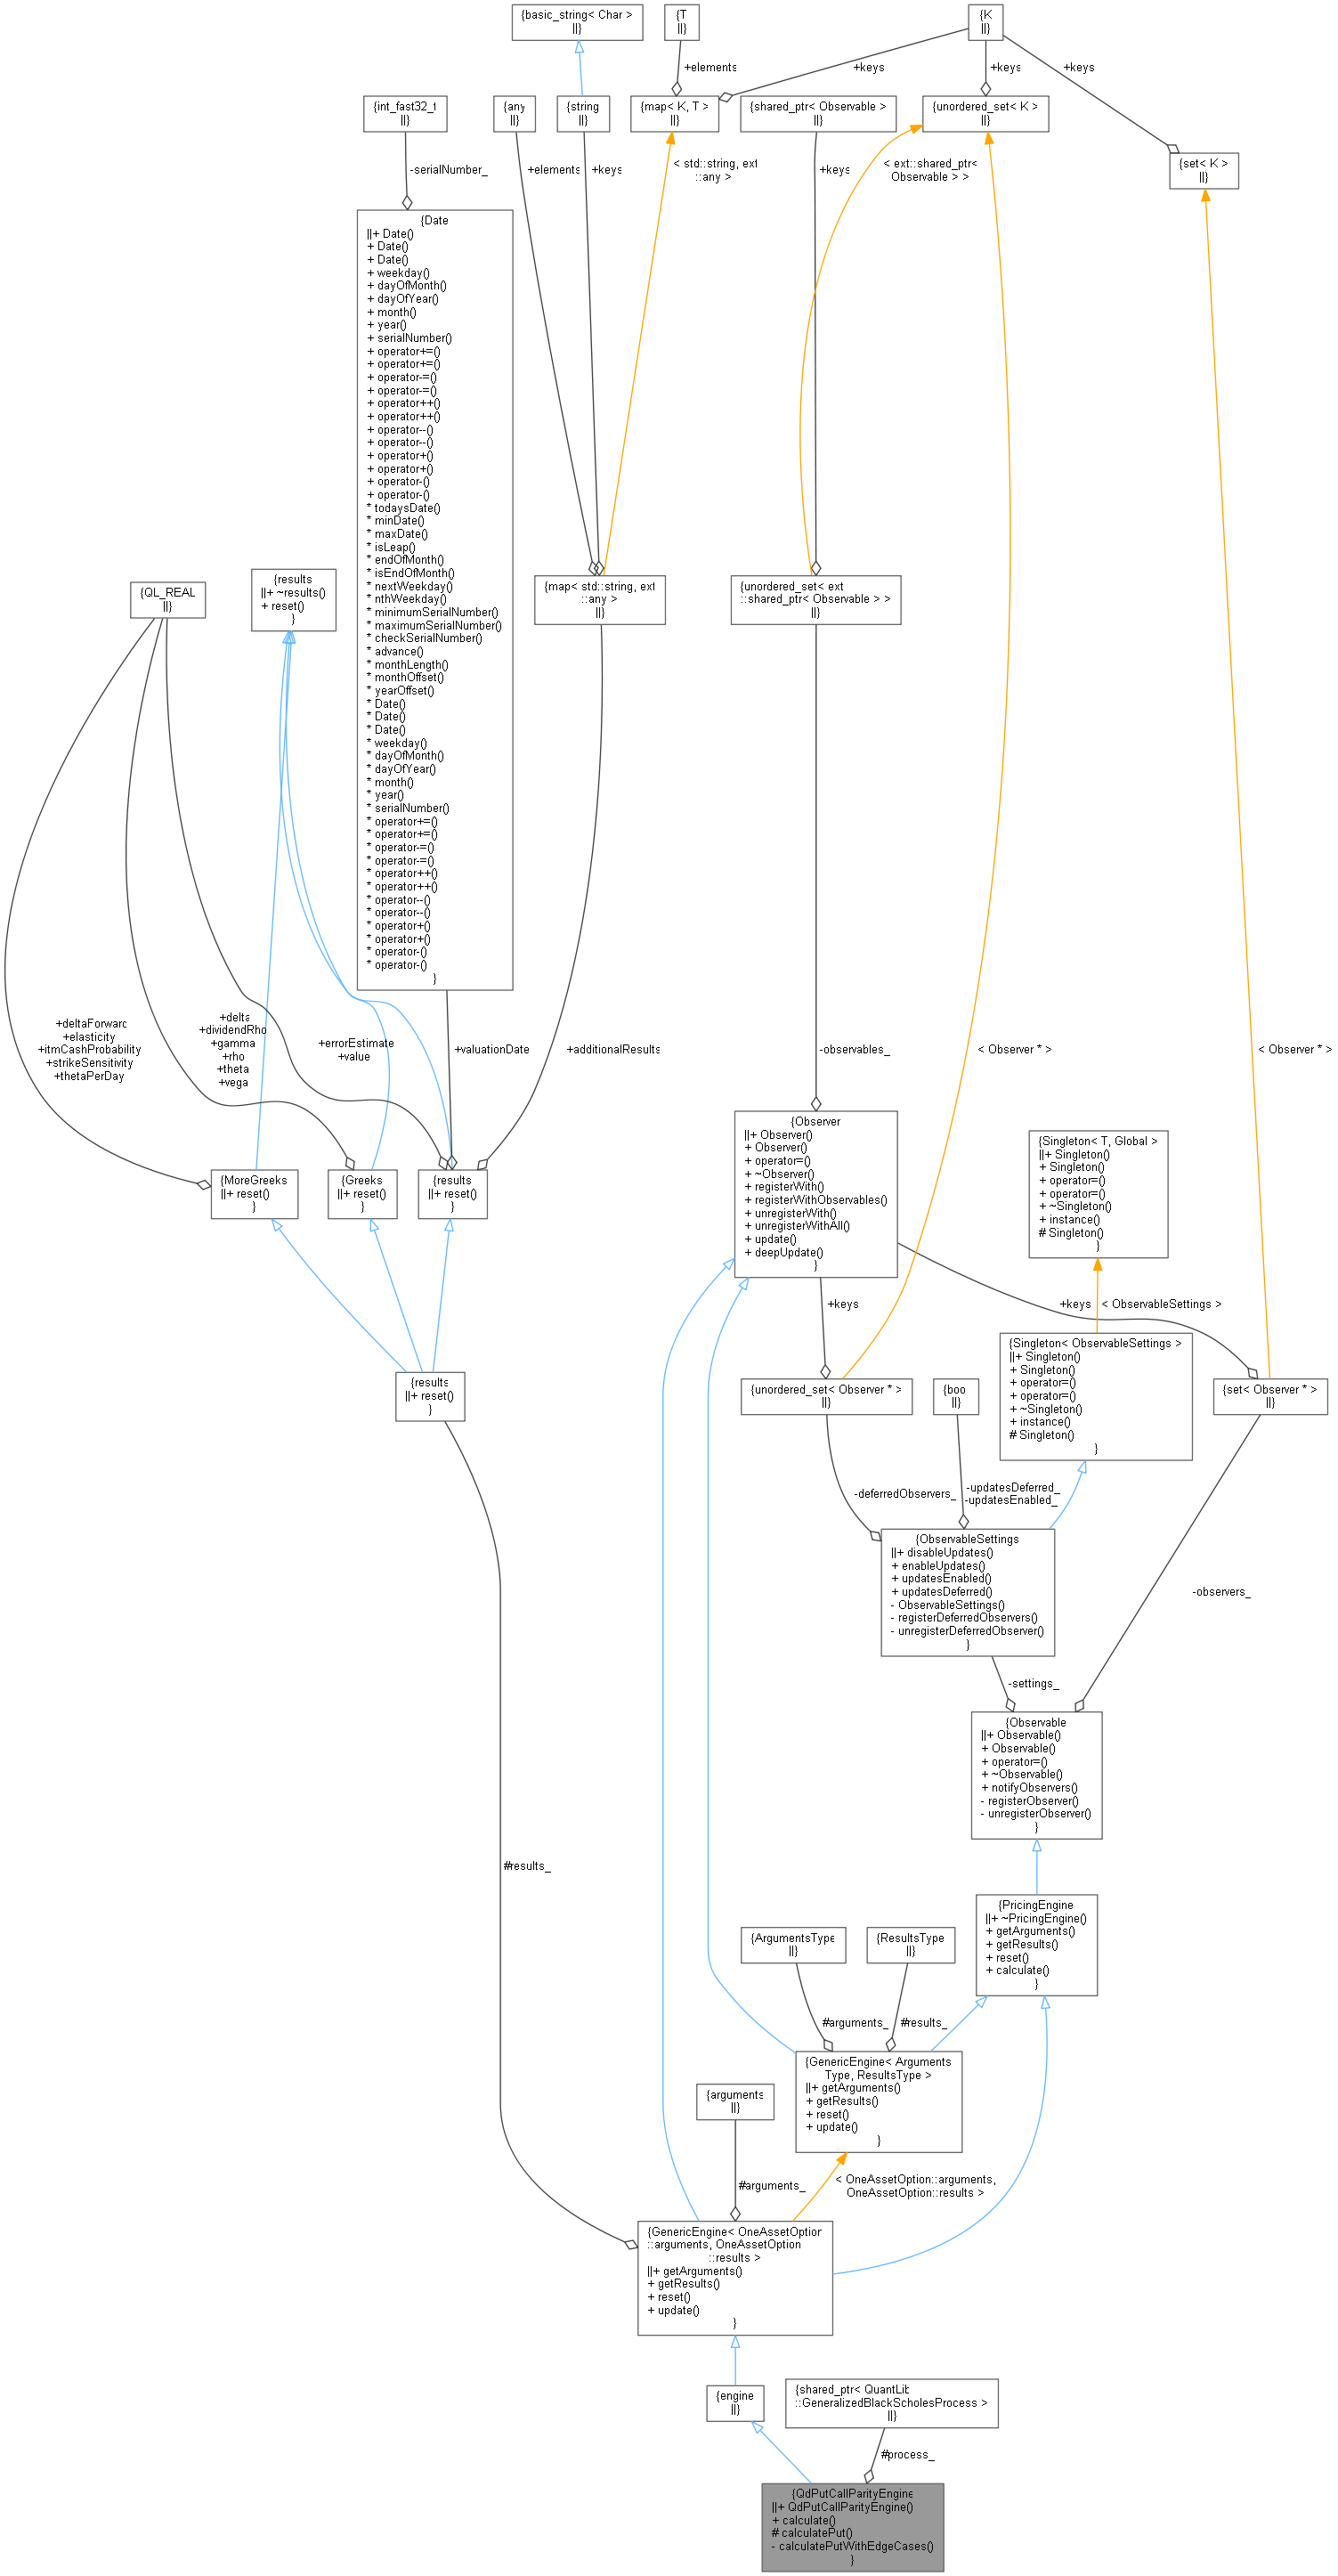 {basic_string< Char >
||}
{T
||}
{K
||}
+elements
+keys
+keys
+keys
{int_fast32_t
||}
{any
||}
{string
||}
{map< K, T >
||}
{shared_ptr< Observable >
||}
{unordered_set< K >
||}
{set< K >
||}
-serialNumber_
+elements
+keys
< std::string, ext
::any >
+keys
< ext::shared_ptr<
Observable > >
{Date
||+ Date()
+ Date()
+ Date()
+ weekday()
+ dayOfMonth()
+ dayOfYear()
+ month()
+ year()
+ serialNumber()
+ operator+=()
+ operator+=()
+ operator-=()
+ operator-=()
+ operator++()
+ operator++()
+ operator--()
+ operator--()
+ operator+()
+ operator+()
+ operator-()
+ operator-()
* todaysDate()
* minDate()
* maxDate()
* isLeap()
* endOfMonth()
* isEndOfMonth()
* nextWeekday()
* nthWeekday()
* minimumSerialNumber()
* maximumSerialNumber()
* checkSerialNumber()
* advance()
* monthLength()
* monthOffset()
* yearOffset()
* Date()
* Date()
* Date()
* weekday()
* dayOfMonth()
* dayOfYear()
* month()
* year()
* serialNumber()
* operator+=()
* operator+=()
* operator-=()
* operator-=()
* operator++()
* operator++()
* operator--()
* operator--()
* operator+()
* operator+()
* operator-()
* operator-()
}
{QL_REAL
||}
{results
||+ ~results()
+ reset()
}
{map< std::string, ext
::any >
||}
{unordered_set< ext
::shared_ptr< Observable > >
||}
+deltaForward
+elasticity
+itmCashProbability
+strikeSensitivity
+thetaPerDay
+delta
+dividendRho
+gamma
+rho
+theta
+vega
+errorEstimate
+value
+valuationDate
+additionalResults
-observables_
< Observer * >
< Observer * >
{MoreGreeks
||+ reset()
}
{Greeks
||+ reset()
}
{results
||+ reset()
}
{Observer
||+ Observer()
+ Observer()
+ operator=()
+ ~Observer()
+ registerWith()
+ registerWithObservables()
+ unregisterWith()
+ unregisterWithAll()
+ update()
+ deepUpdate()
}
{Singleton< T, Global >
||+ Singleton()
+ Singleton()
+ operator=()
+ operator=()
+ ~Singleton()
+ instance()
# Singleton()
}
+keys
+keys
< ObservableSettings >
{results
||+ reset()
}
{unordered_set< Observer * >
||}
{boo
||}
{Singleton< ObservableSettings >
||+ Singleton()
+ Singleton()
+ operator=()
+ operator=()
+ ~Singleton()
+ instance()
# Singleton()
}
{set< Observer * >
||}
-deferredObservers_
-updatesDeferred_
-updatesEnabled_
{ObservableSettings
||+ disableUpdates()
+ enableUpdates()
+ updatesEnabled()
+ updatesDeferred()
- ObservableSettings()
- registerDeferredObservers()
- unregisterDeferredObserver()
}
-observers_
-settings_
{Observable
||+ Observable()
+ Observable()
+ operator=()
+ ~Observable()
+ notifyObservers()
- registerObserver()
- unregisterObserver()
}
#results_
{PricingEngine
||+ ~PricingEngine()
+ getArguments()
+ getResults()
+ reset()
+ calculate()
}
{ArgumentsType
||}
{ResultsType
||}
#arguments_
#results_
{GenericEngine< Arguments
Type, ResultsType >
||+ getArguments()
+ getResults()
+ reset()
+ update()
}
{arguments
||}
#arguments_
< OneAssetOption::arguments,
OneAssetOption::results >
{GenericEngine< OneAssetOption
::arguments, OneAssetOption
::results >
||+ getArguments()
+ getResults()
+ reset()
+ update()
}
{engine
||}
{shared_ptr< QuantLib
::GeneralizedBlackScholesProcess >
||}
#process_
{QdPutCallParityEngine
||+ QdPutCallParityEngine()
+ calculate()
# calculatePut()
- calculatePutWithEdgeCases()
}